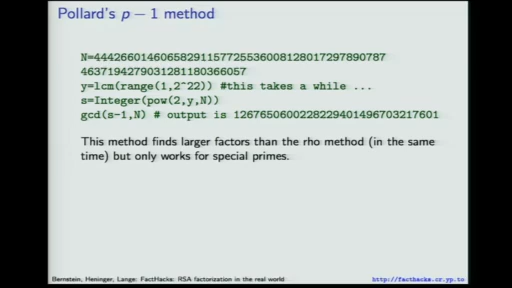 Pollard's p − 1 method
N=44426601460658291157725536008128017297890787
4637194279031281180366057
y=lcm(range(1,2^22)) #this takes a while ...
s=Integer(pow(2,y,N))
gcd(s-1,N) # output is 1267650600228229401496703217601
This method finds larger factors than the rho method (in the same
time) but only works for special primes.
Bernstein, Heninger, Lange: FactHacks: RSA factorization in the real world
http://facthacks.cr.yp.to